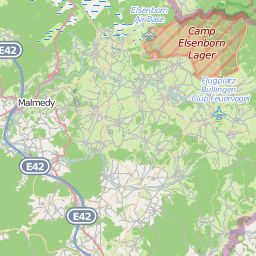 Elsenborn
Air Base
Camp
Elsenborn
Lager
E42
Flugplatz
Büllingen
Club Feuervogel
Malmedy
E42
E42